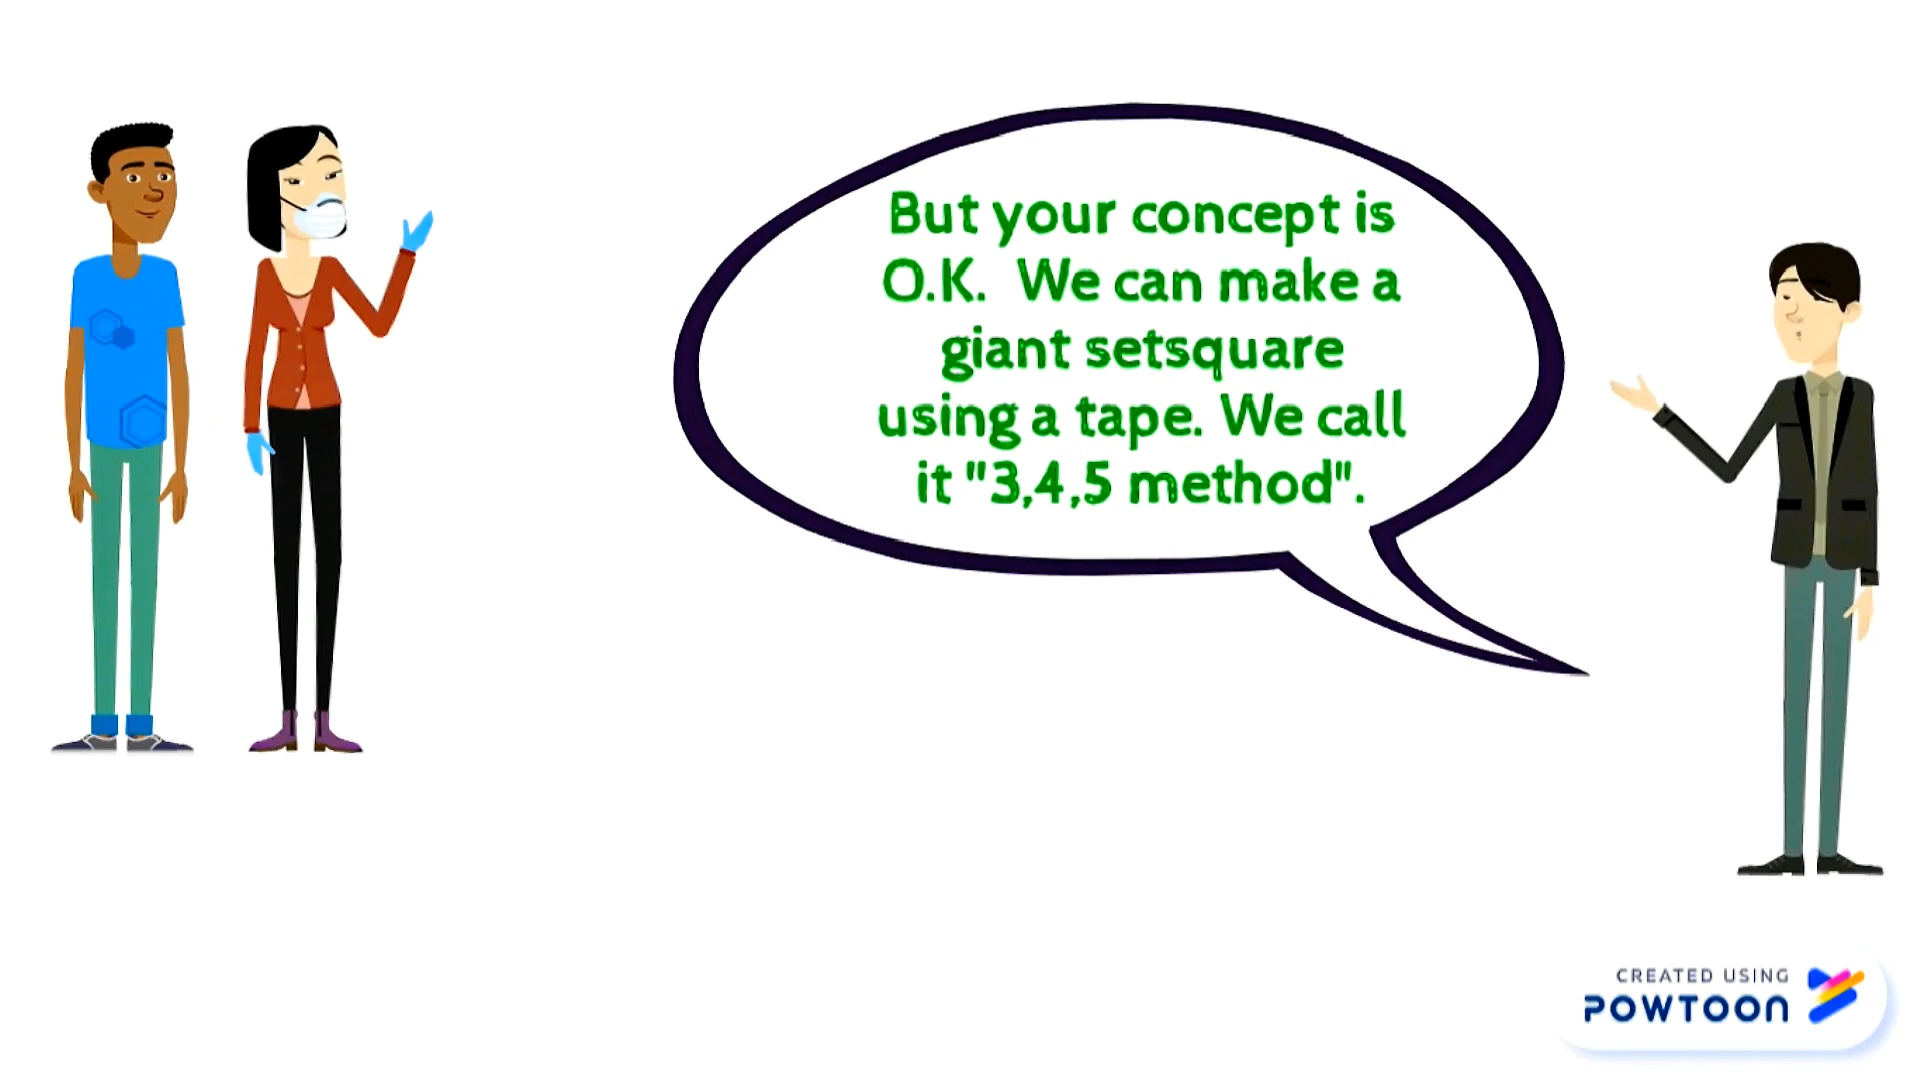 But your concept is
O.K.  We can make a
giant setsquare
using a tape. We call
it "3,4,5 method".
CREATED USING
POWTOON